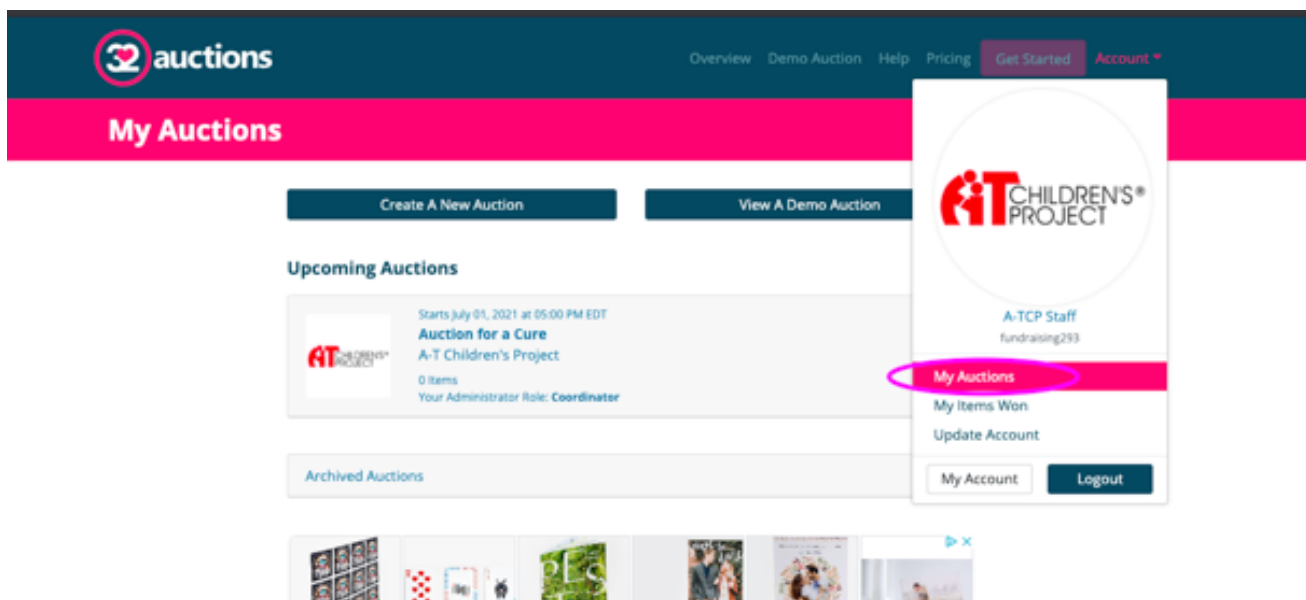 32 auctions
Overview Demo Auction Help Pricing Get Started Account
My Auctions
Create A New Auction
View A Demo Auction
Upcoming Auctions
Starts July 01, 2021 at 05:00 PM EDT
Auction for a Cure
A-T Children's Project
0 Items
Your Administrator Role: Coordinator
Archived Auctions
AT CHILDREN'S®
PROJECT
A-TCP Staff
fundraising293
My Auctions
My Items Won
Update Account
My Account
Logout